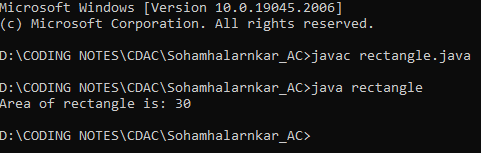 Microsoft Windows [Version 10.0.19045.2006]
(c) Microsoft Corporation. All rights reserved.
D:\CODING NOTES\CDAC\Sohamhalarnkar_AC>javac rectangle.java
D:\CODING NOTES\CDAC\Sohamhalarnkar_AC>java rectangle
Area of rectangle is: 30
D:\CODING NOTES\CDAC\Sohamhalarnkar_AC>